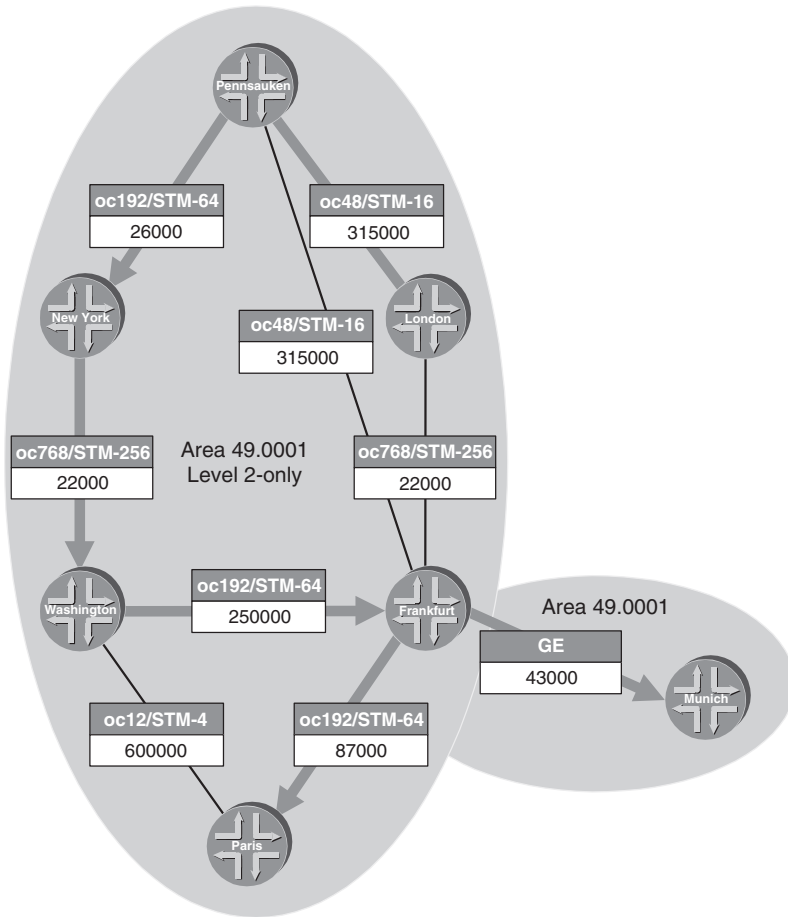 Pennsauken
oc192/STM-64
26000
oc48/STM-16
315000
New York
London
oc48/STM-16
315000
oc768/STM-256
22000
Area 49.0001
Level 2-only
oc768/STM-256
22000
Washington
oc192/STM-64
250000
Frankfurt
Area 49.0001
GE
43000
Munich
oc12/STM-4
600000
oc192/STM-64
87000
Paris